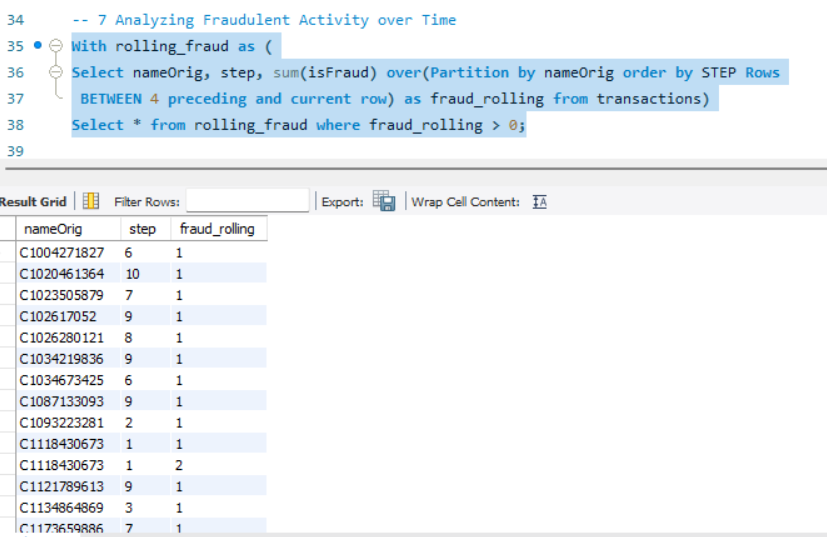 34 -- 7 Analyzing Fraudulent Activity over Time
35 With rolling_fraud as (
36 Select nameOrig, step, sum(isFraud) over(Partition by nameOrig order by STEP Rows
37 BETWEEN 4 preceding and current row) as fraud_rolling from transactions)
38 Select * from rolling_fraud where fraud_rolling > 0;
39
Result Grid Filter Rows: Export: Wrap Cell Content: IA
nameOrig step fraud_rolling
C1004271827 6 1
C1020461364 10 1
C1023505879 7 1
C102617052 9 1
C1026280121 8 1
C1034219836 9 1
C1034673425 6 1
C1087133093 9 1
C1093223281 2 1
C1118430673 1 1
C1118430673 1 2
C1121789613 9 1
C1134864869 3 1
C1173659886 7 1